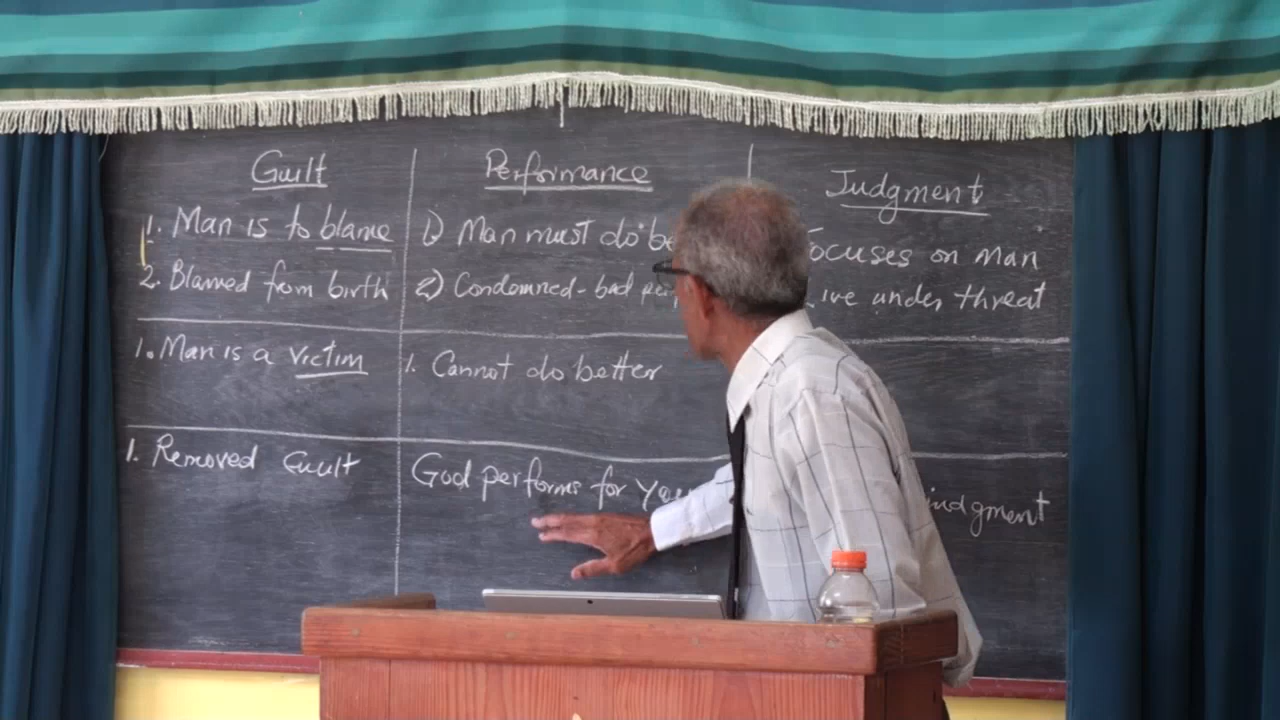 Guilt
Performance
Judgment
1. Man is to blame
1) Man must do be
ocuses on Man
2. Blamed from birth
2) Condemned - bad
ive under threat
1. Man is a victim
1. Cannot do better
1. Removed Guilt
God performs for You
judgment